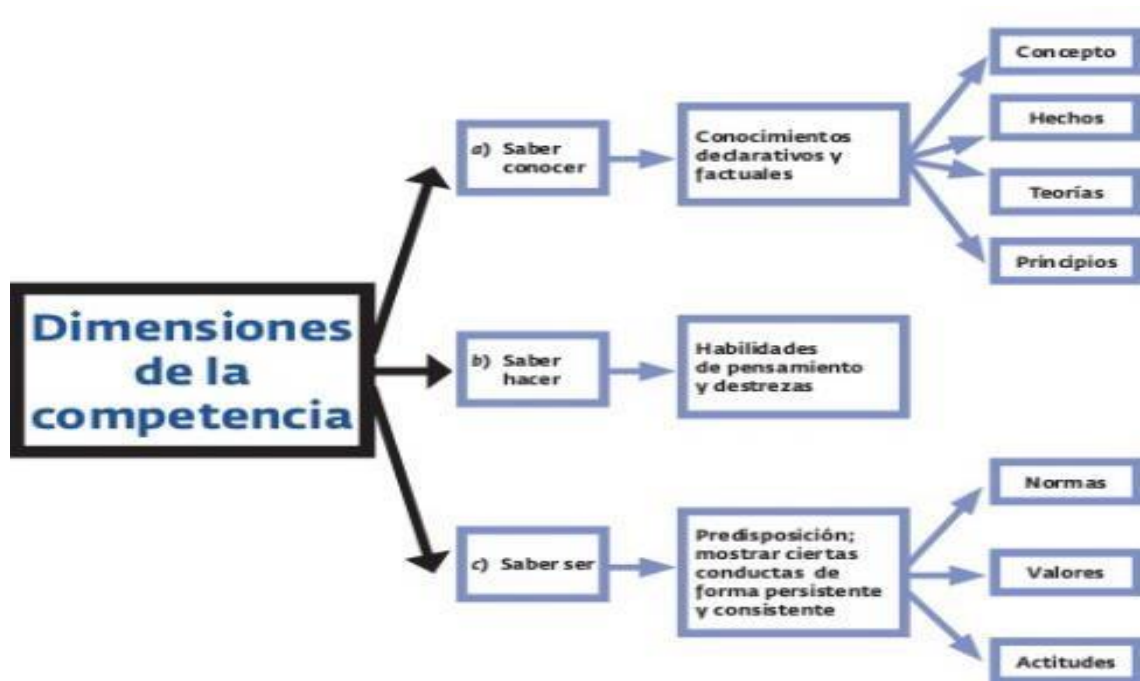 Dimensiones
de la
competencia
a) Saber
conocer
Conocimientos
declarativos y
factuales
Concepto
Hechos
Teorías
Principios
b) Saber
hacer
Habilidades
de pensamiento
y destrezas
c) Saber ser
Predisposición;
mostrar ciertas
conductas de
forma persistente
y consistente
Normas
Valores
Actitudes